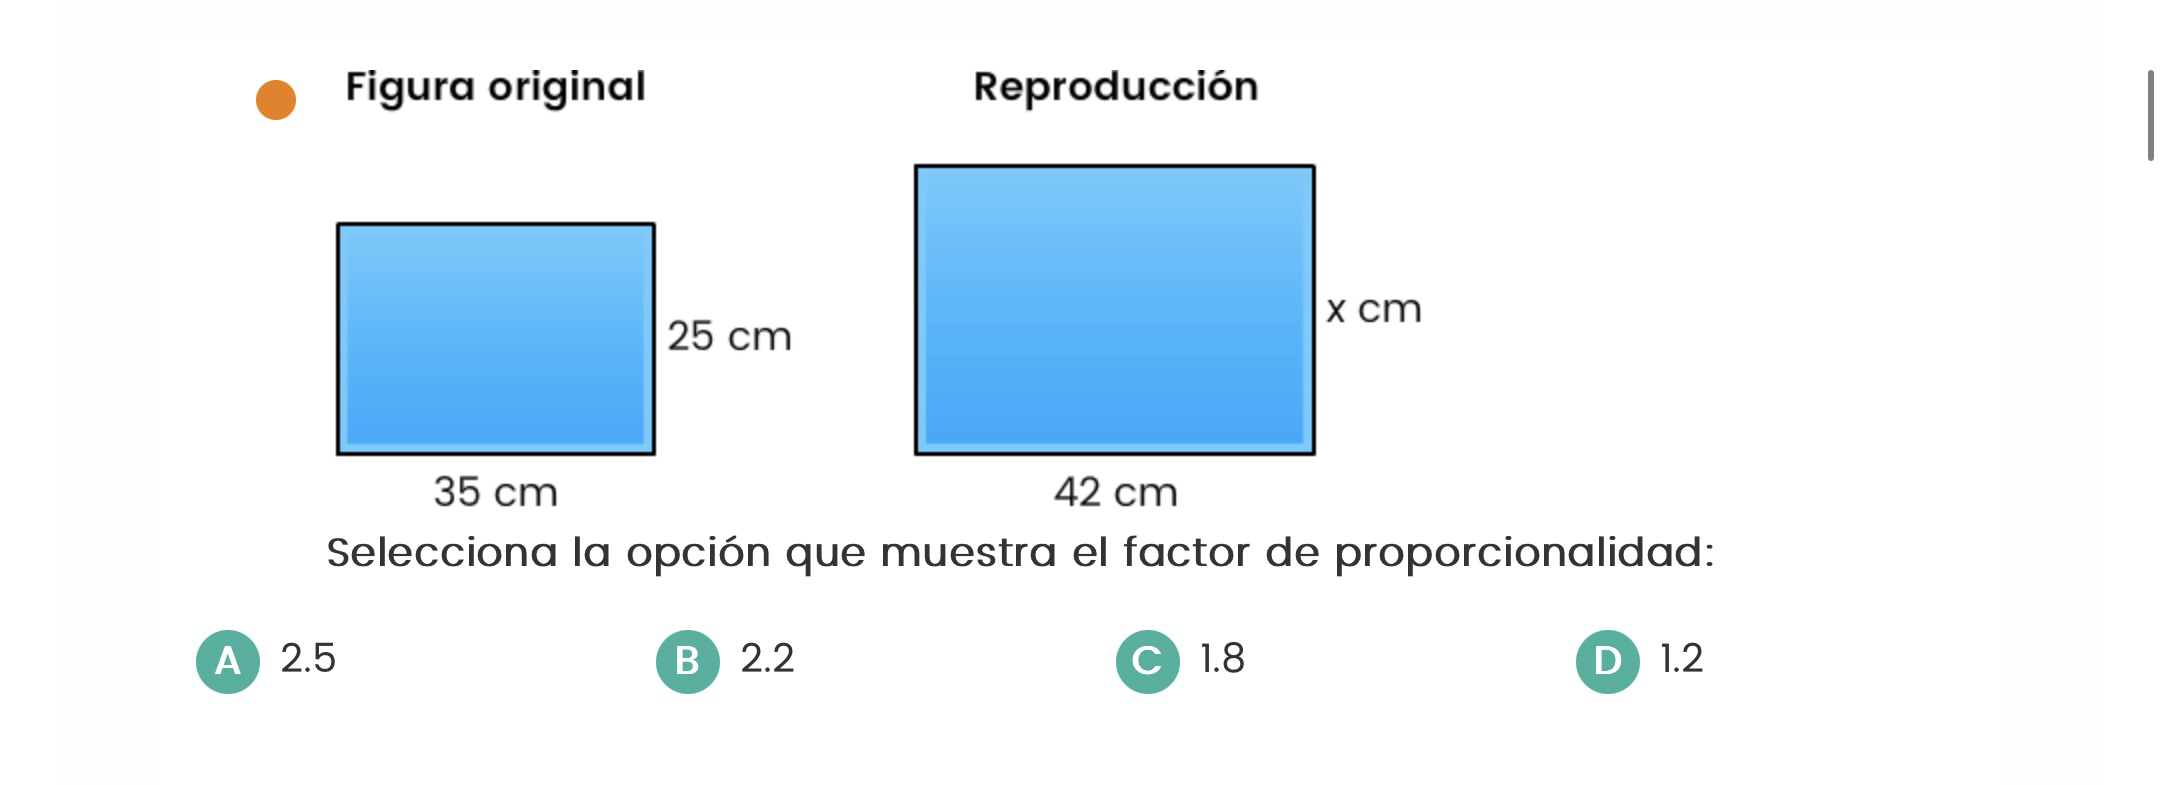 Figura original
Reproducción
25 cm
x cm
35 cm
42 cm
Selecciona la opción que muestra el factor de proporcionalidad:
A 2.5
B 2.2
C 1.8
D 1.2